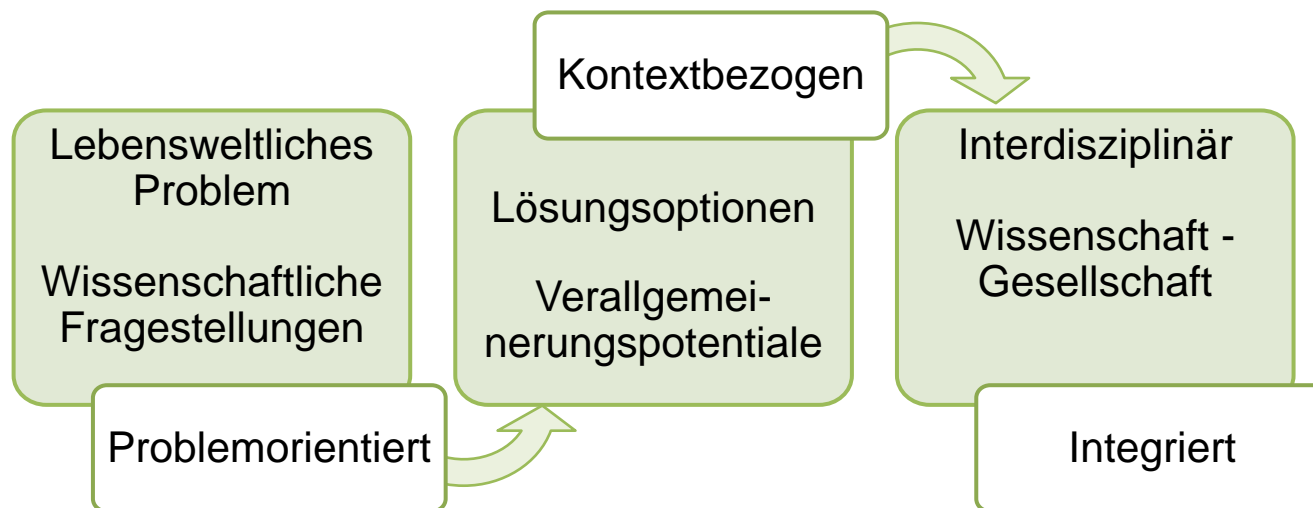 Lebensweltliches
Problem
Wissenschaftliche
Fragestellungen
Problemorientiert
Kontextbezogen
Lösungsoptionen
Verallgemei-
nerungspotentiale
Interdisziplinär
Wissenschaft -
Gesellschaft
Integriert